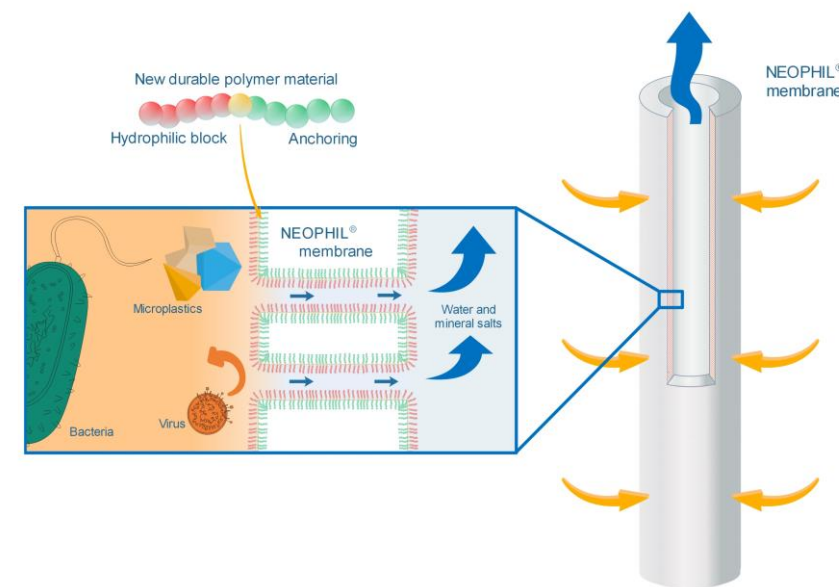 New durable polymer material
Hydrophilic block
Anchoring
NEOPHIL®
membrane
NEOPHIL®
membrane
Microplastics
Water and
mineral salts
Virus
Bacteria